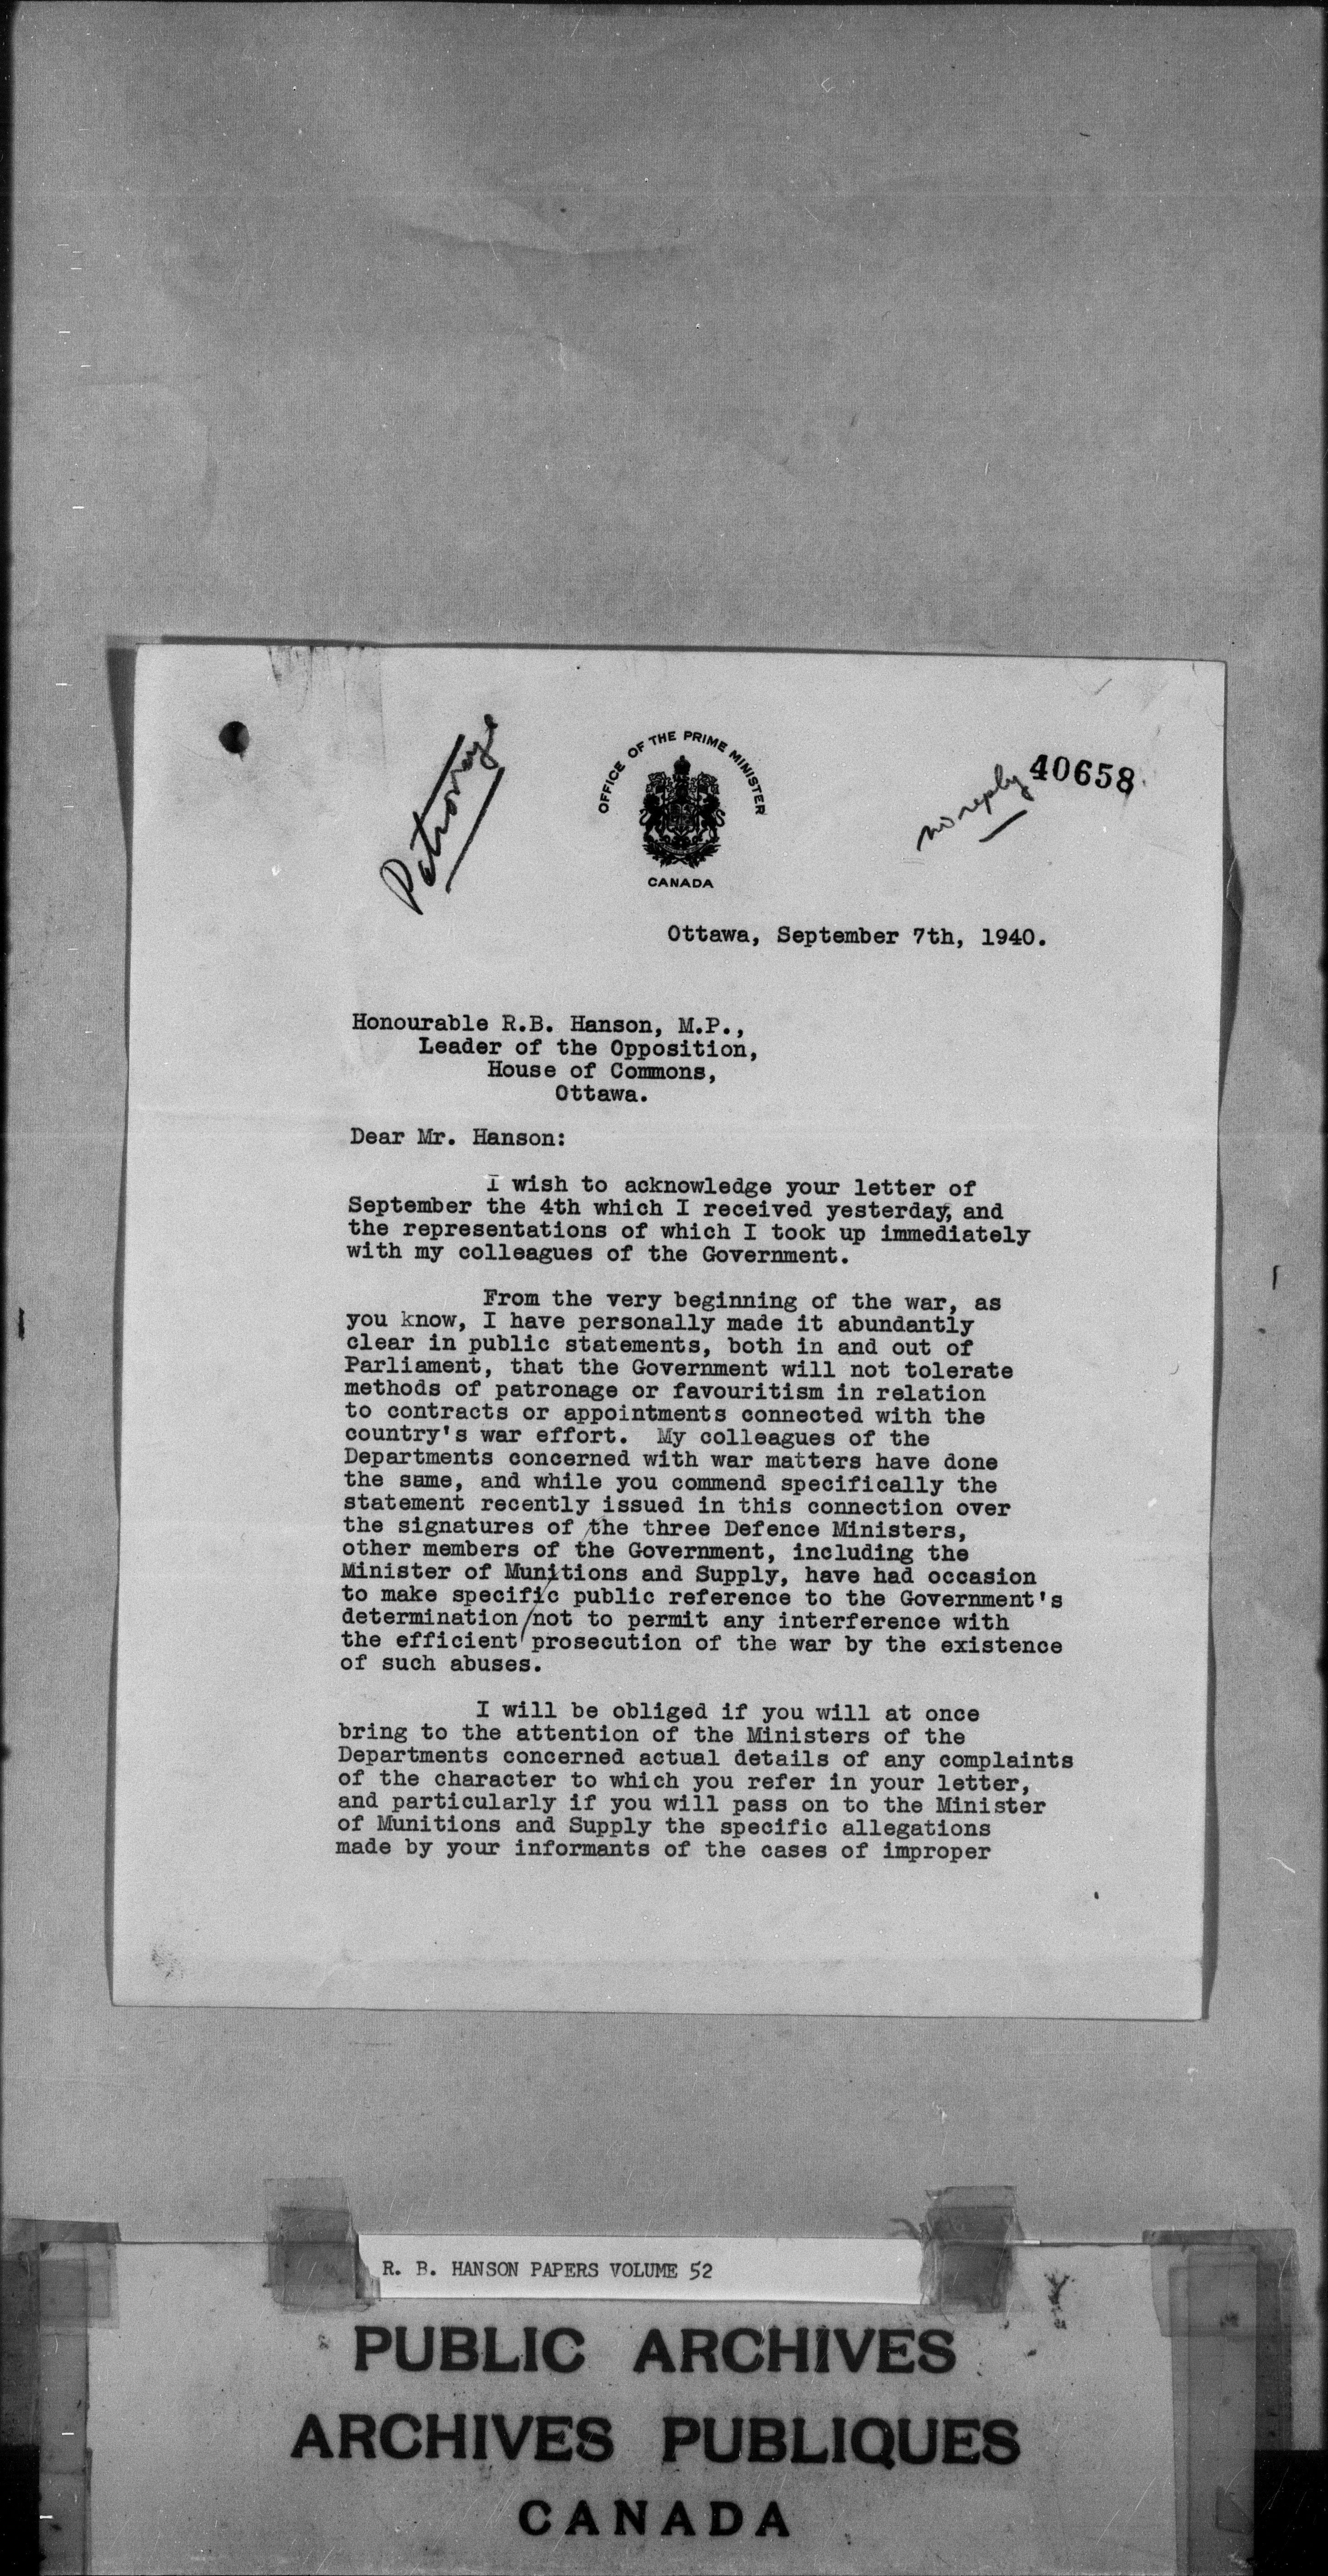 Patronage
OFFICE OF THE PRIME MINISTER
CANADA
no reply
40658
Ottawa, September 7th, 1940.
Honourable R.B. Hanson, M.P.,
Leader of the Opposition,
House of Commons,
Ottawa.
Dear Mr. Hanson:
I wish to acknowledge your letter of
September the 4th which I received yesterday, and
the representations of which I took up immediately
with my colleagues of the Government.
From the very beginning of the war, as
you know, I have personally made it abundantly
clear in public statements, both in and out of
Parliament, that the Government will not tolerate
methods of patronage or favouritism in relation
to contracts or appointments connected with the
country's war effort. My colleagues of the
Departments concerned with war matters have done
the same, and while you commend specifically the
statement recently issued in this connection over
the signatures of the three Defence Ministers,
other members of the Government, including the
Minister of Munitions and Supply, have had occasion
to make specific public reference to the Government's
determination not to permit any interference with
the efficient prosecution of the war by the existence
of such abuses.
I will be obliged if you will at once
bring to the attention of the Ministers of the
Departments concerned actual details of any complaints
of the character to which you refer in your letter,
and particularly if you will pass on to the Minister
of Munitions and Supply the specific allegations
made by your informants of the cases of improper
R. B. HANSON PAPERS VOLUME 52
PUBLIC ARCHIVES
ARCHIVES PUBLIQUES
CANADA